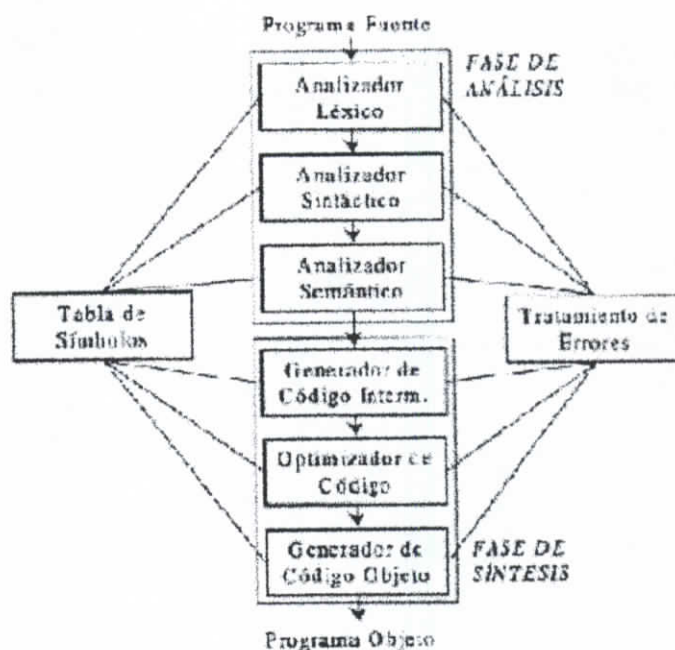 Programa Fuente
FASE DE
ANÁLISIS
Analizador
Léxico
Analizador
Sintáctico
Analizador
Semántico
Tabla de
Símbolos
Tratamiento de
Errores
Generador de
Código Interm.
Optimizador de
Código
Generador de
Código Objeto
FASE DE
SÍNTESIS
Programa Objeto